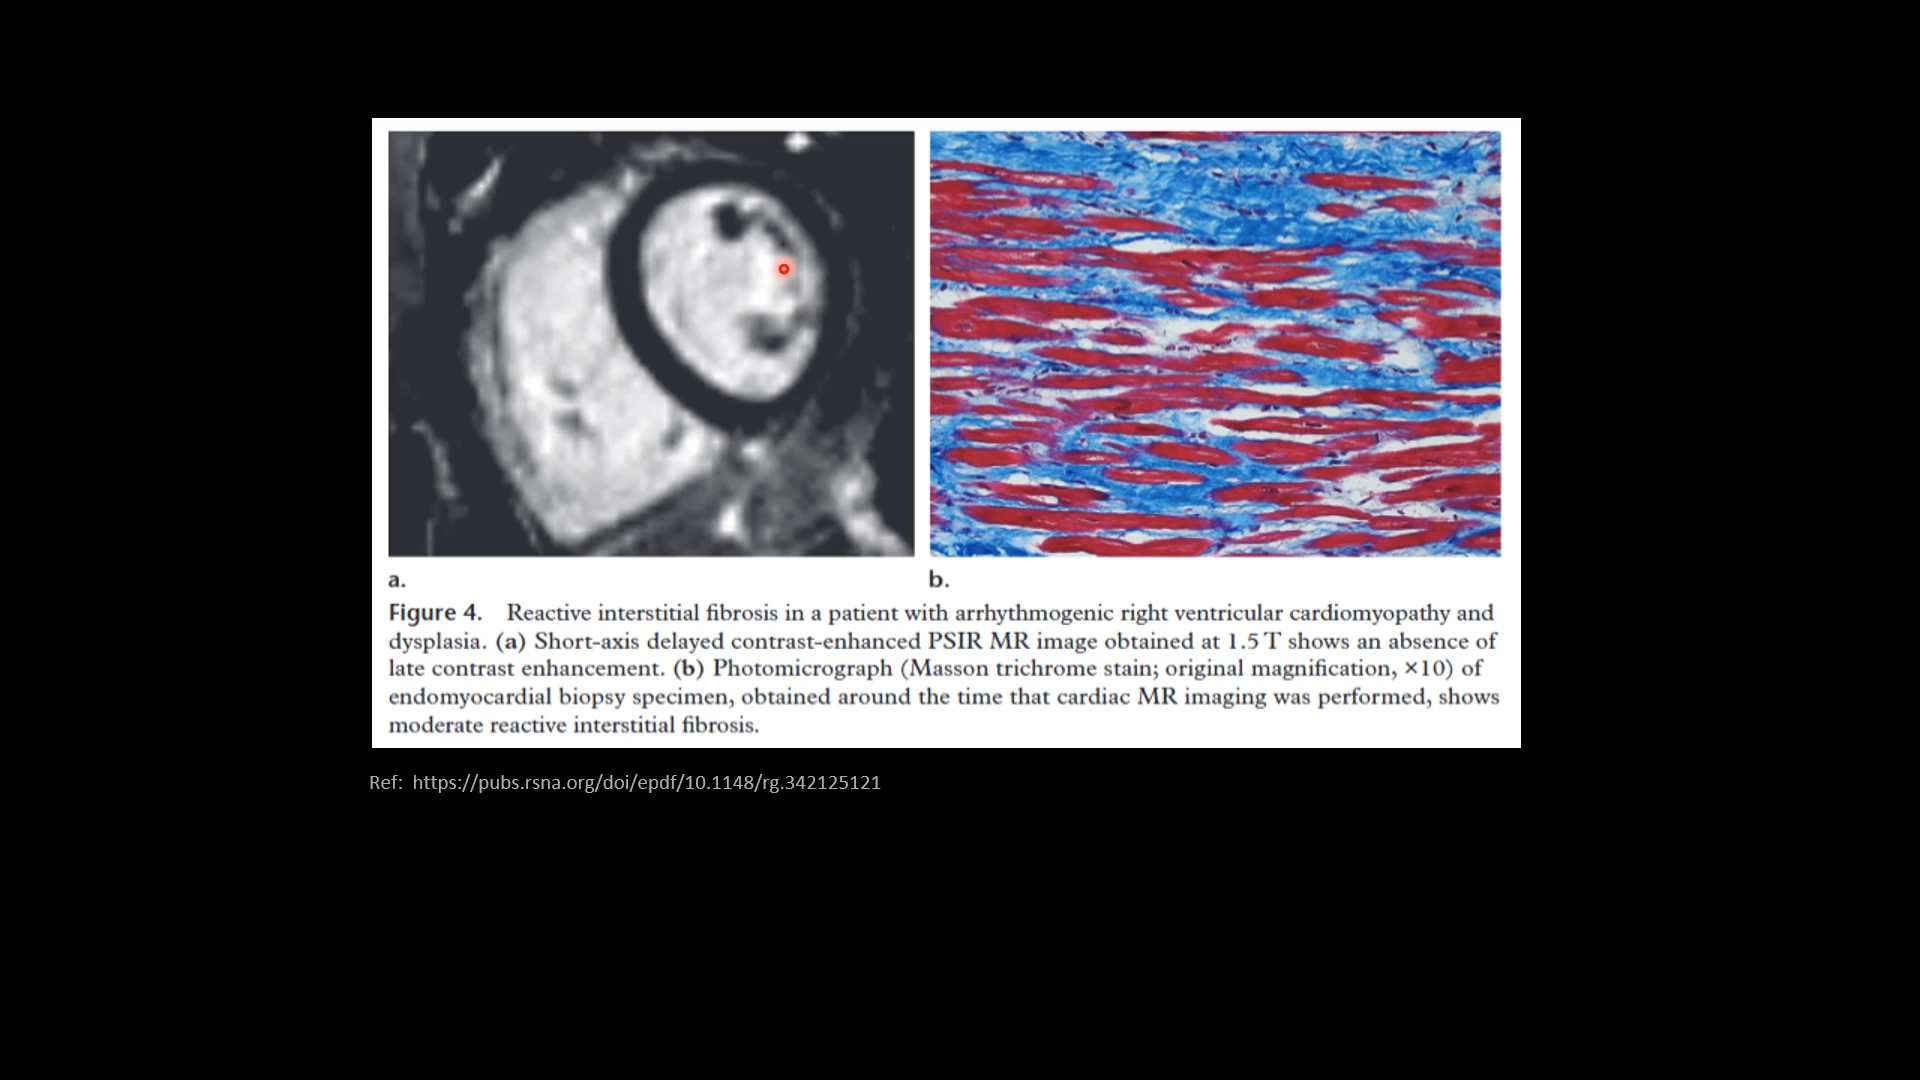 a.
b.
Figure 4. Reactive interstitial fibrosis in a patient with arrhythmogenic right ventricular cardiomyopathy and
dysplasia. (a) Short-axis delayed contrast-enhanced PSIR MR image obtained at 1.5 T shows an absence of
late contrast enhancement. (b) Photomicrograph (Masson trichrome stain; original magnification, ×10) of
endomyocardial biopsy specimen, obtained around the time that cardiac MR imaging was performed, shows
moderate reactive interstitial fibrosis.
Ref: https://pubs.rsna.org/doi/epdf/10.1148/rg.342125121